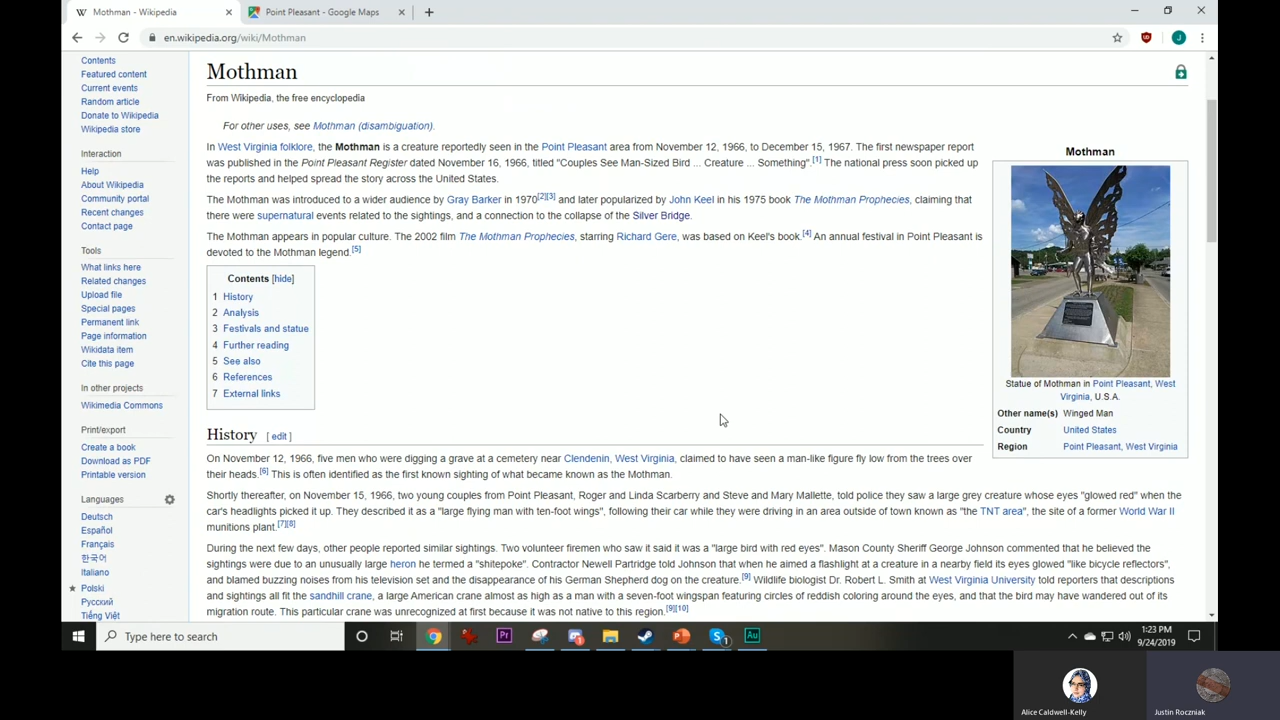 Mothman - Wikipedia
Point Pleasant - Google Maps
en.wikipedia.org/wiki/Mothman
J
Contents
Featured content
Current events
Random article
Donate to Wikipedia
Wikipedia store
Interaction
Help
About Wikipedia
Community portal
Recent changes
Contact page
Tools
What links here
Related changes
Upload file
Special pages
Permanent link
Page information
Wikidata item
Cite this page
In other projects
Wikimedia Commons
Print/export
Create a book
Download as PDF
Printable version
Languages
Deutsch
Español
Français
한국어
Italiano
Polski
Русский
Tiếng Việt
Mothman
From Wikipedia, the free encyclopedia
For other uses, see Mothman (disambiguation).
In West Virginia folklore, the Mothman is a creature reportedly seen in the Point Pleasant area from November 12, 1966, to December 15, 1967. The first newspaper report
was published in the Point Pleasant Register dated November 16, 1966, titled "Couples See Man-Sized Bird ... Creature ... Something".[1] The national press soon picked up
the reports and helped spread the story across the United States.
The Mothman was introduced to a wider audience by Gray Barker in 1970[2][3] and later popularized by John Keel in his 1975 book The Mothman Prophecies, claiming that
there were supernatural events related to the sightings, and a connection to the collapse of the Silver Bridge.
The Mothman appears in popular culture. The 2002 film The Mothman Prophecies, starring Richard Gere, was based on Keel's book.[4] An annual festival in Point Pleasant is
devoted to the Mothman legend.[5]
Contents [hide]
1 History
2 Analysis
3 Festivals and statue
4 Further reading
5 See also
6 References
7 External links
Mothman
Statue of Mothman in Point Pleasant, West
Virginia, U.S.A.
Other name(s) Winged Man
Country United States
Region Point Pleasant, West Virginia
History [ edit ]
On November 12, 1966, five men who were digging a grave at a cemetery near Clendenin, West Virginia, claimed to have seen a man-like figure fly low from the trees over
their heads.[6] This is often identified as the first known sighting of what became known as the Mothman.
Shortly thereafter, on November 15, 1966, two young couples from Point Pleasant, Roger and Linda Scarberry and Steve and Mary Mallette, told police they saw a large grey creature whose eyes "glowed red" when the
car's headlights picked it up. They described it as a "large flying man with ten-foot wings", following their car while they were driving in an area outside of town known as "the TNT area", the site of a former World War II
munitions plant.[7][8]
During the next few days, other people reported similar sightings. Two volunteer firemen who saw it said it was a "large bird with red eyes". Mason County Sheriff George Johnson commented that he believed the
sightings were due to an unusually large heron he termed a "shitepoke". Contractor Newell Partridge told Johnson that when he aimed a flashlight at a creature in a nearby field its eyes glowed "like bicycle reflectors",
and blamed buzzing noises from his television set and the disappearance of his German Shepherd dog on the creature.[9] Wildlife biologist Dr. Robert L. Smith at West Virginia University told reporters that descriptions
and sightings all fit the sandhill crane, a large American crane almost as high as a man with a seven-foot wingspan featuring circles of reddish coloring around the eyes, and that the bird may have wandered out of its
migration route. This particular crane was unrecognized at first because it was not native to this region.[9][10]
Type here to search
Pr
Au
1:23 PM
9/24/2019
Alice Caldwell-Kelly
Justin Roczniak